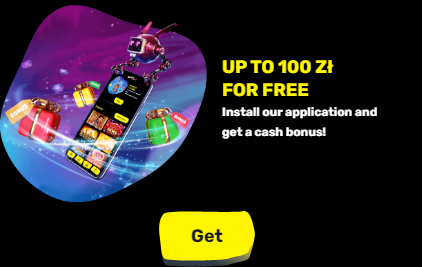 UP TO 100 Zł
FOR FREE
Install our application and
get a cash bonus!
Get